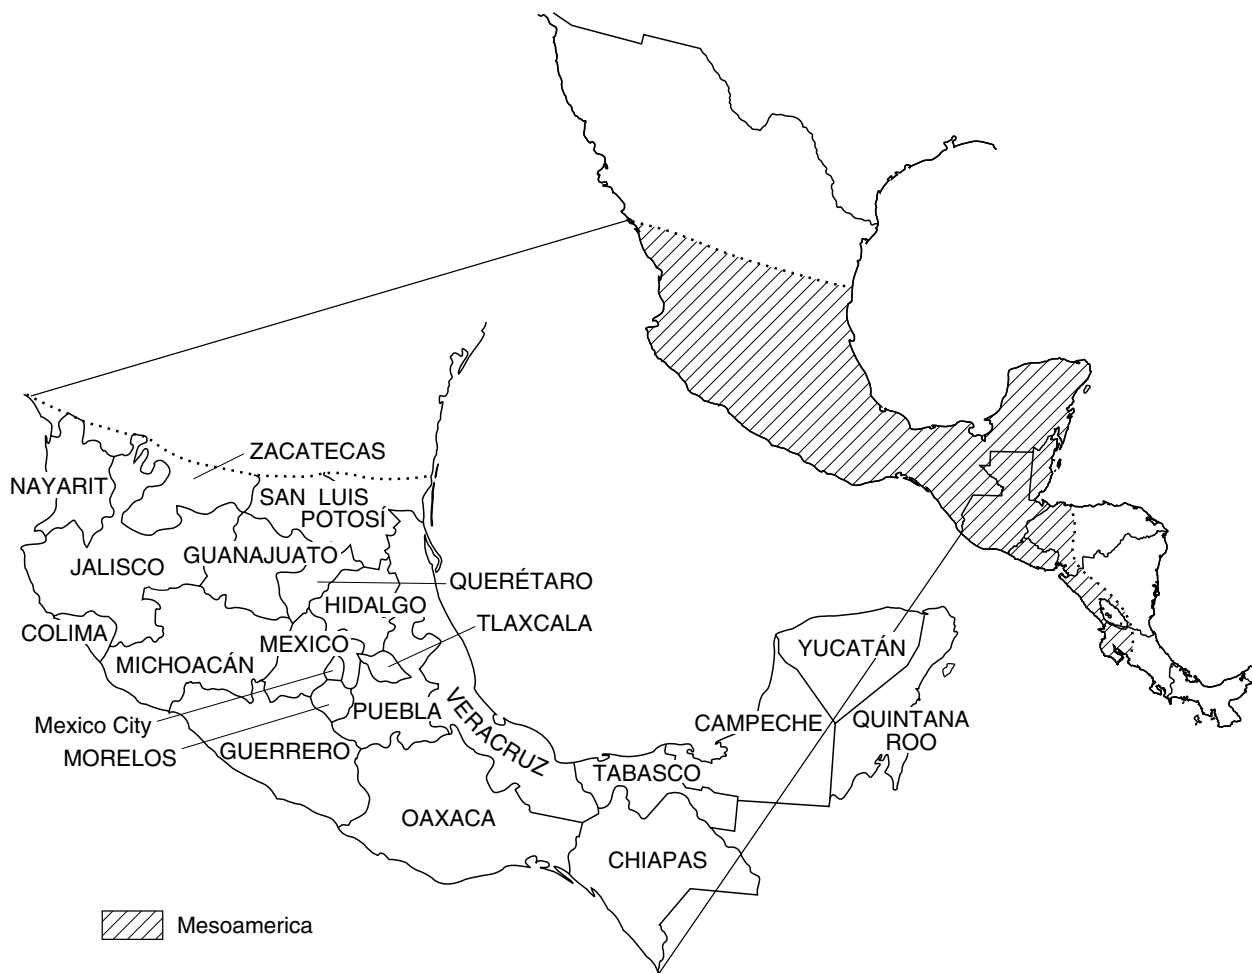 ZACATECAS
NAYARIT
SAN LUIS
POTOSÍ
GUANAJUATO
JALISCO
QUERÉTARO
HIDALGO
TLAXCALA
COLIMA
MEXICO
YUCATÁN
MICHOACÁN
PUEBLA
VERACRUZ
CAMPECHE
QUINTANA
ROO
Mexico City
GUERRERO
MORELOS
TABASCO
OAXACA
CHIAPAS
Mesoamerica